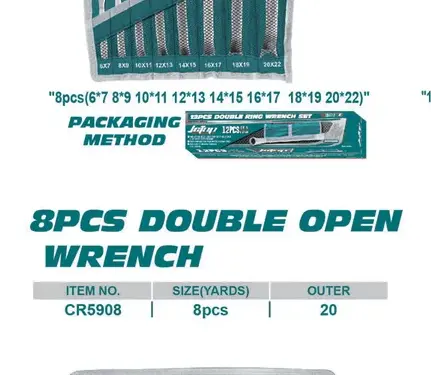 6X7 8X9 10X11 12X13 14X15 16X17 18X19 20X22
"8pcs(6*7 8*9 10*11 12*13 14*15 16*17 18*19 20*22)"
"1
PACKAGING
METHOD
12PCS DOUBLE RING WRENCH SET
12PCS
8PCS DOUBLE OPEN
WRENCH
ITEM NO. SIZE(YARDS) OUTER
CR5908 8pcs 20